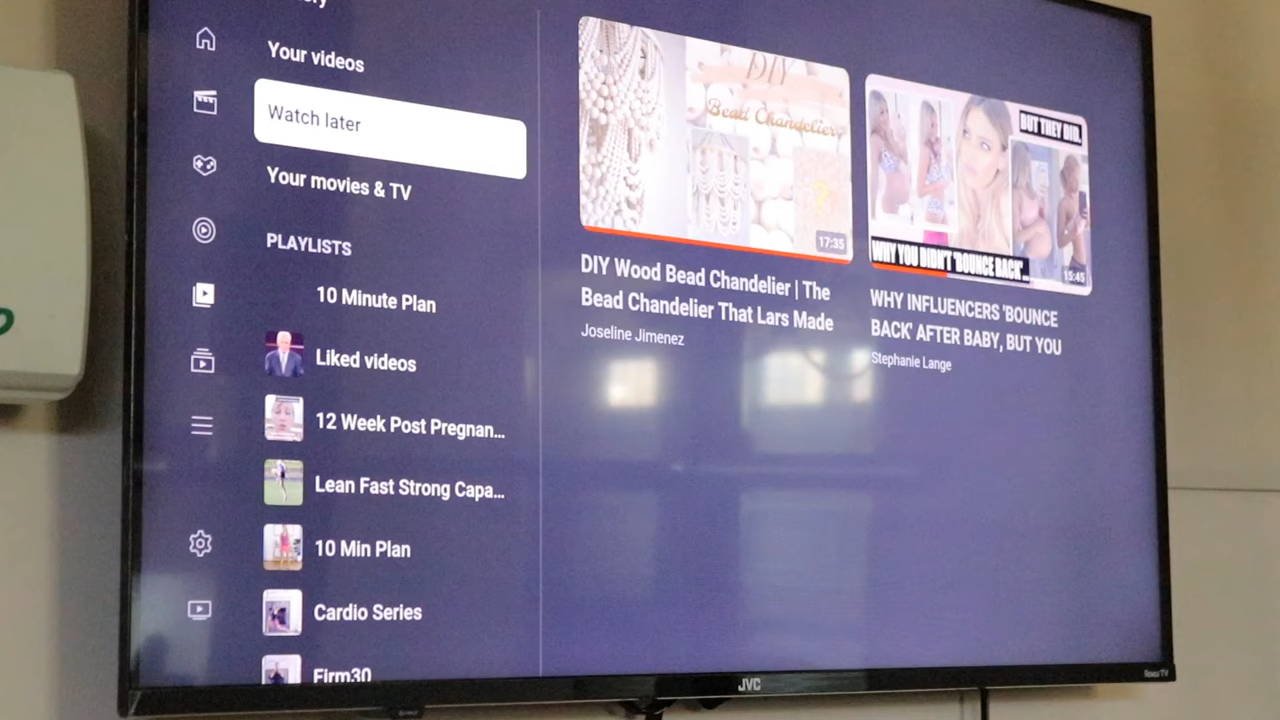 Your videos
Watch later
Your movies & TV
PLAYLISTS
10 Minute Plan
Liked videos
12 Week Post Pregnan...
Lean Fast Strong Capa...
10 Min Plan
Cardio Series
Firm30
DIY
Bead Chandelier
17:35
DIY Wood Bead Chandelier | The
Bead Chandelier That Lars Made
Joseline Jimenez
BUT THEY DID.
WHY YOU DIDN'T 'BOUNCE BACK'...
15:45
WHY INFLUENCERS 'BOUNCE
BACK' AFTER BABY, BUT YOU
Stephanie Lange
JVC
Roku TV